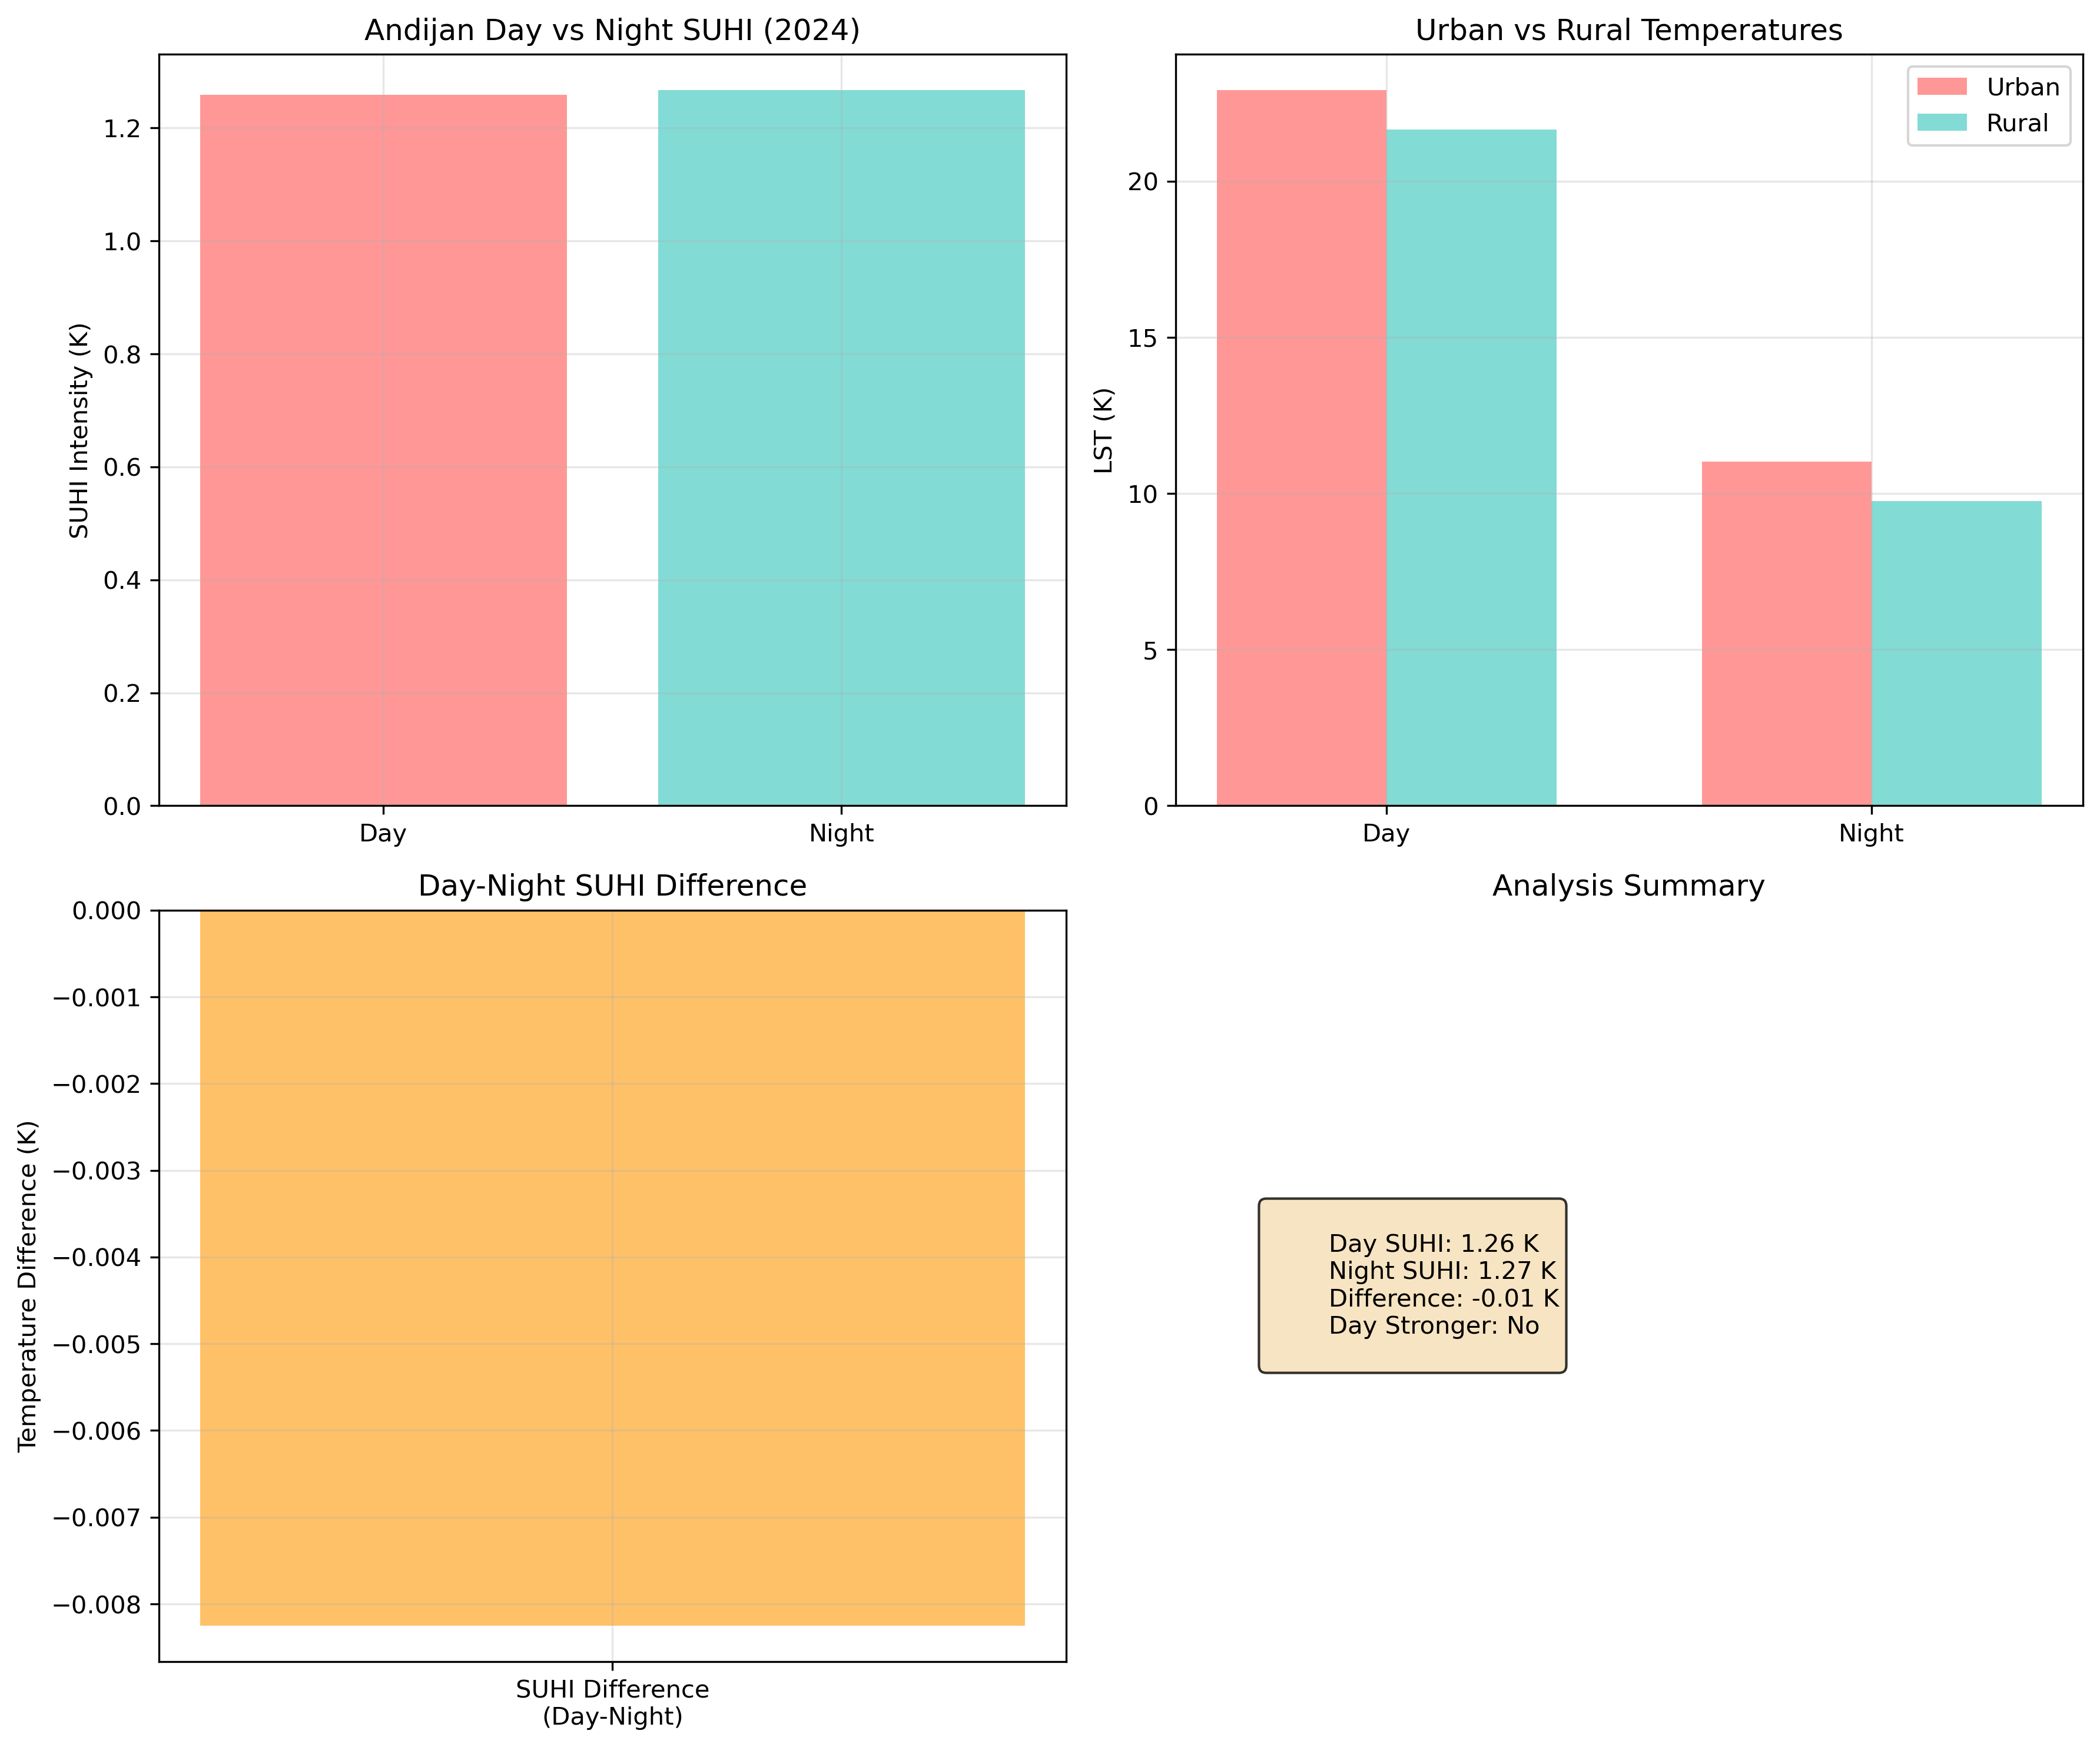 Andijan Day vs Night SUHI (2024)
SUHI Intensity (K)
1.2
1.0
0.8
0.6
0.4
0.2
0.0
Day
Night
Urban vs Rural Temperatures
Urban
Rural
LST (K)
20
15
10
5
0
Day
Night
Day-Night SUHI Difference
Temperature Difference (K)
0.000
−0.001
−0.002
−0.003
−0.004
−0.005
−0.006
−0.007
−0.008
SUHI Difference
(Day-Night)
Analysis Summary
Day SUHI: 1.26 K
Night SUHI: 1.27 K
Difference: -0.01 K
Day Stronger: No